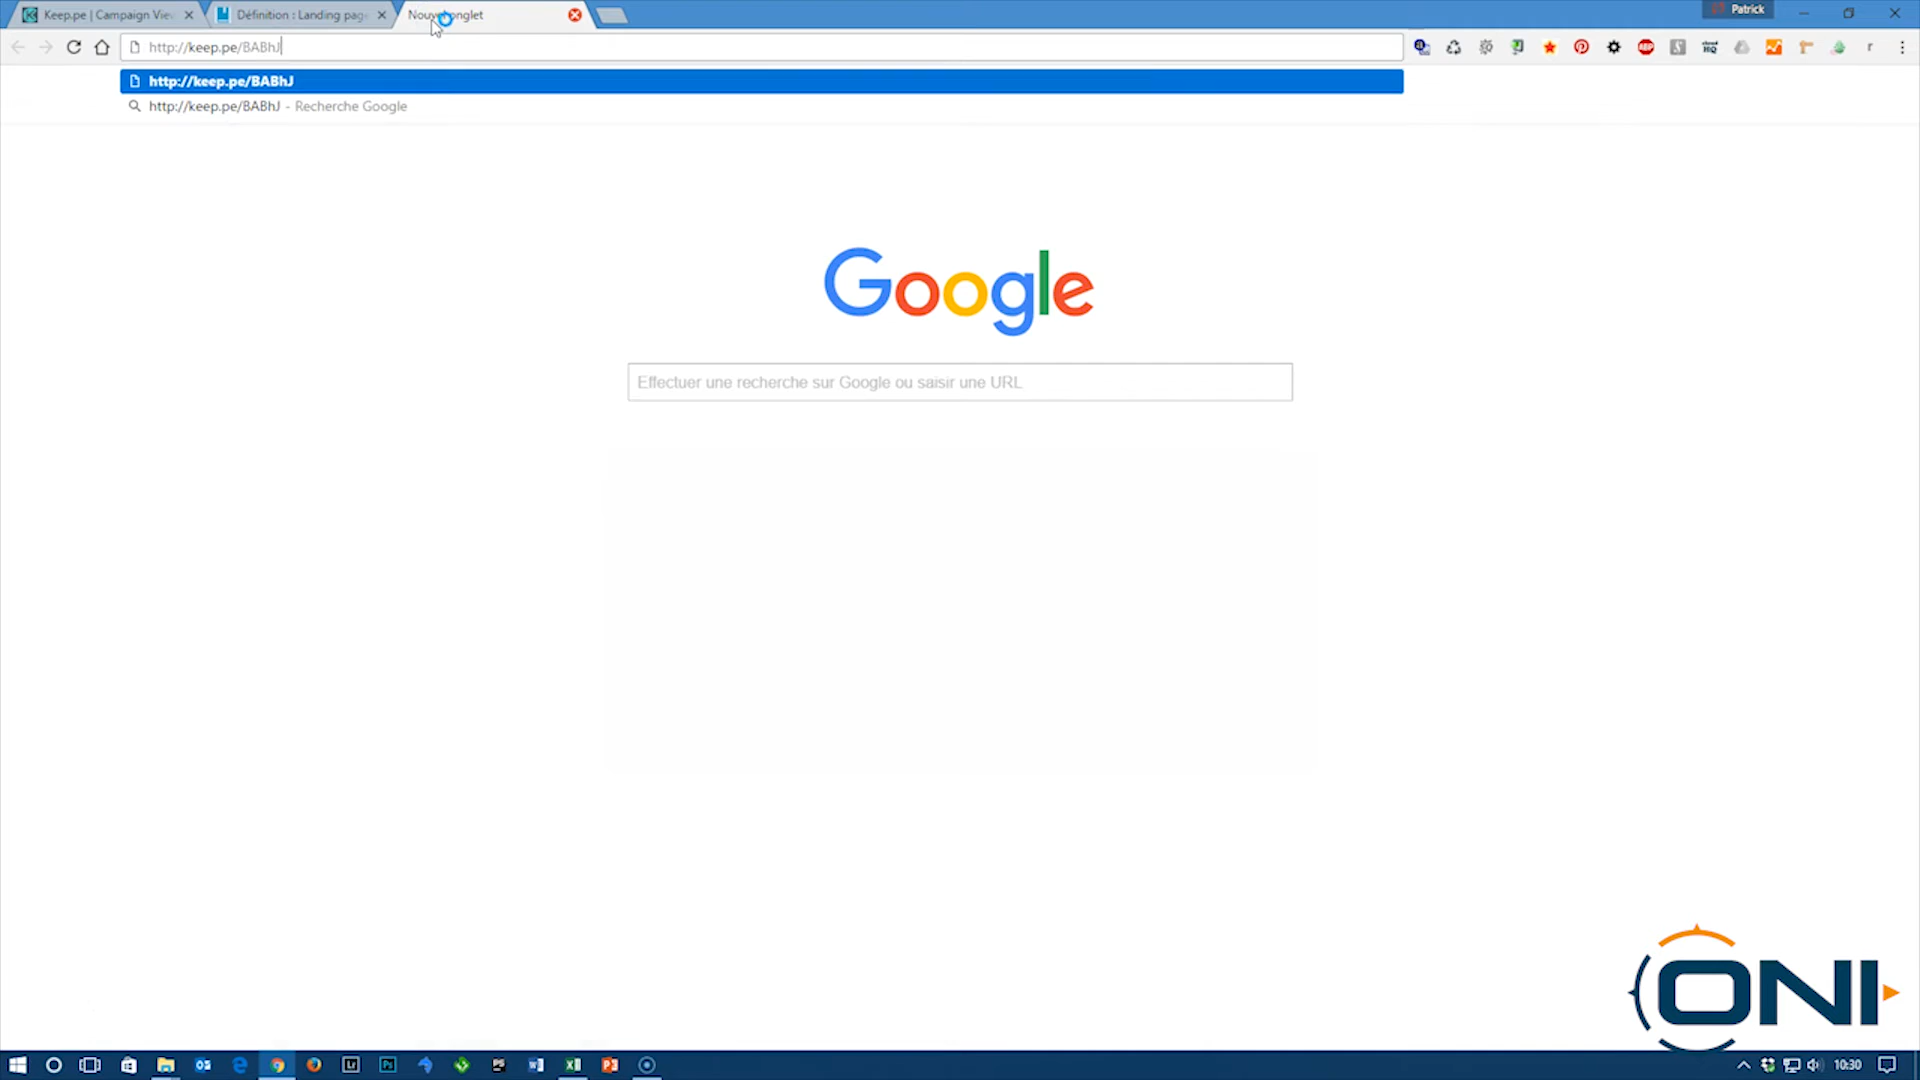 Keep.pe | Campaign Vie
Définition : Landing page
Nouvel onglet
Patrick
http://keep.pe/BABhJ
http://keep.pe/BABhJ
http://keep.pe/BABhJ - Recherche Google
Google
Effectuer une recherche sur Google ou saisir une URL
ONI
10:30